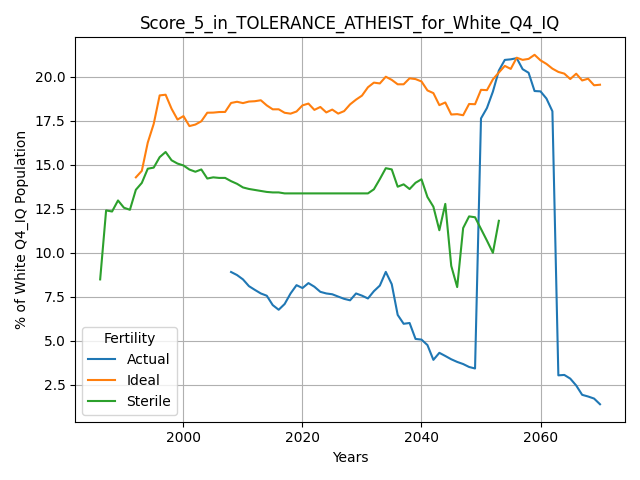 Score_5_in_TOLERANCE_ATHEIST_for_White_Q4_IQ
% of White Q4_IQ Population
20.0
17.5
15.0
12.5
10.0
7.5
5.0
2.5
Fertility
Actual
Ideal
Sterile
2000
2020
2040
2060
Years